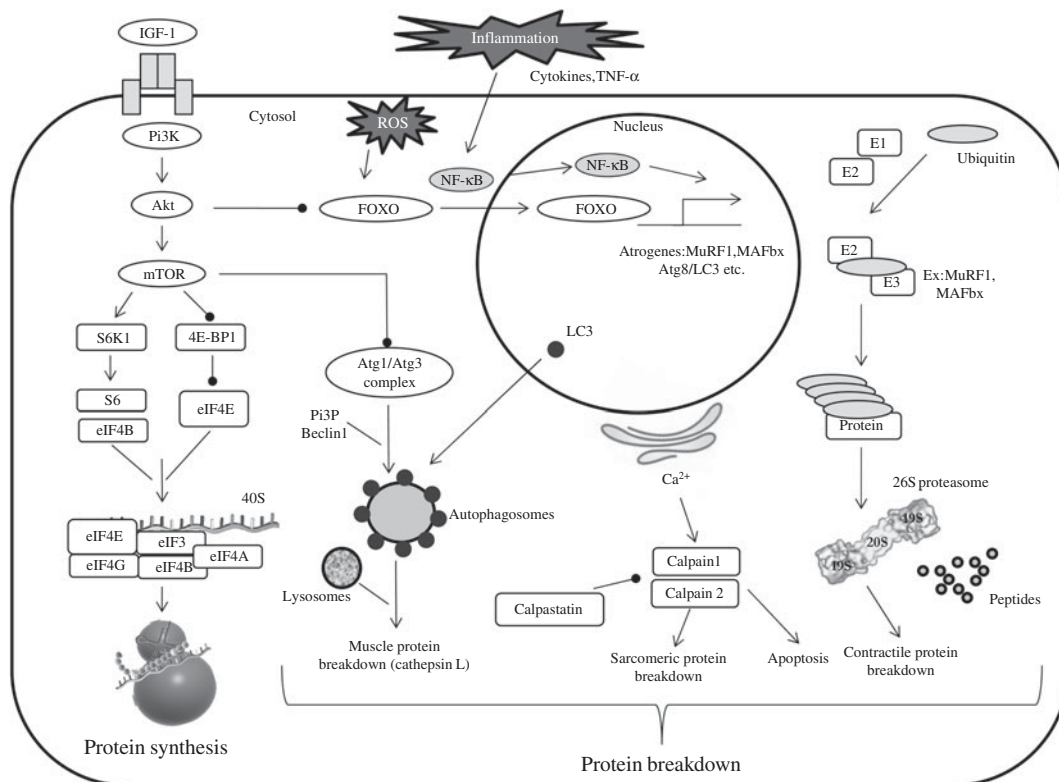 IGF-1
Inflammation
Cytokines,TNF-α
Cytosol
ROS
Nucleus
Pi3K
E1
E2
Ubiquitin
NF-κB
NF-κB
Akt
FOXO
FOXO
Atrogenes:MuRF1,MAFbx
Atg8/LC3 etc.
E2
E3
Ex:MuRF1,
MAFbx
mTOR
S6K1
4E-BP1
LC3
Atg1/Atg3
complex
S6
eIF4B
eIF4E
Pi3P
Beclin1
Protein
Ca²⁺
26S proteasome
40S
Autophagosomes
19S
20S
19S
eIF4E
eIF3
eIF4A
eIF4G
eIF4B
Calpain1
Calpain 2
Lysosomes
Calpastatin
Peptides
Muscle protein
breakdown (cathepsin L)
Sarcomeric protein
breakdown
Apoptosis
Contractile protein
breakdown
Protein synthesis
Protein breakdown